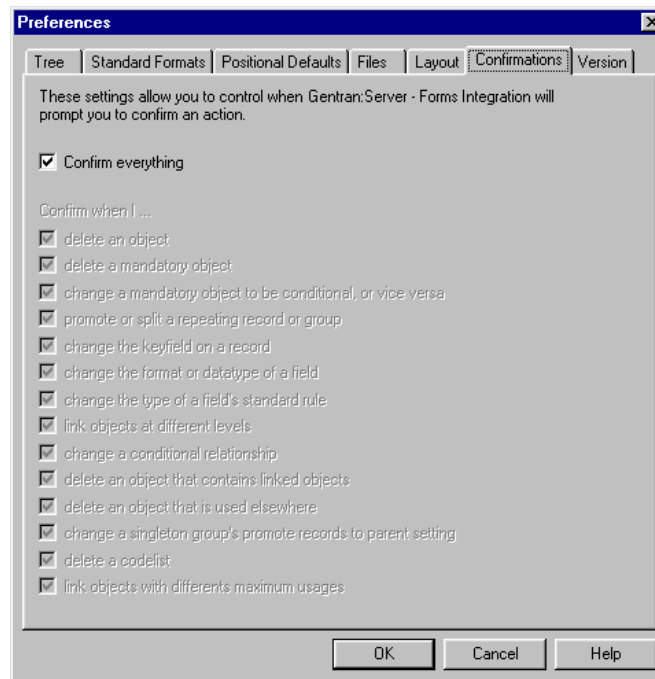 Preferences
Tree
Standard Formats
Positional Defaults
Files
Layout
Confirmations
Version
These settings allow you to control when Gentran:Server - Forms Integration will
prompt you to confirm an action.
Confirm everything
Confirm when I ...
delete an object
delete a mandatory object
change a mandatory object to be conditional, or vice versa
promote or split a repeating record or group
change the keyfield on a record
change the format or datatype of a field
change the type of a field's standard rule
link objects at different levels
change a conditional relationship
delete an object that contains linked objects
delete an object that is used elsewhere
change a singleton group's promote records to parent setting
delete a codelist
link objects with differents maximum usages
OK
Cancel
Help